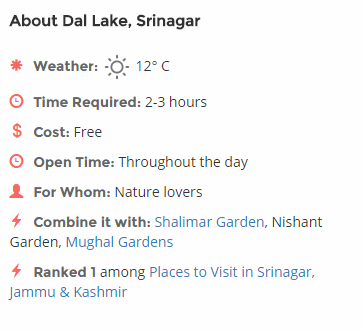 About Dal Lake, Srinagar
Weather: 12° C
Time Required: 2-3 hours
Cost: Free
Open Time: Throughout the day
For Whom: Nature lovers
Combine it with: Shalimar Garden, Nishant
Garden, Mughal Gardens
Ranked 1 among Places to Visit in Srinagar,
Jammu & Kashmir